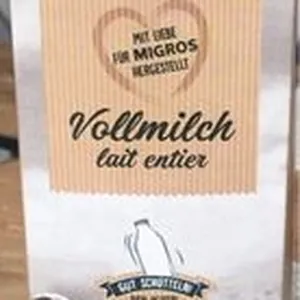 MIT LIEBE
FÜR MIGROS
HERGESTELLT
Vollmilch
lait entier
GUT SCHÜTTELN!